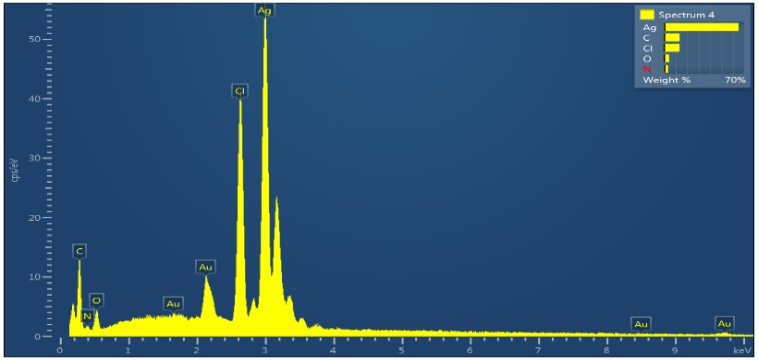 Spectrum 4
Ag
C
Cl
O
N
Weight % 70%
cps/eV
50
40
30
20
10
0
Ag
Cl
C
N
O
Au
Au
Au
Au
0 1 2 3 4 5 6 7 8 9 keV